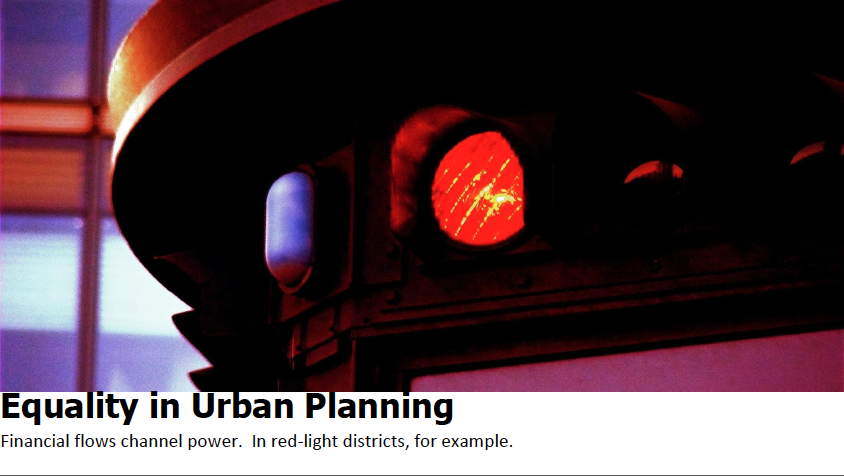 Equality in Urban Planning
Financial flows channel power.  In red-light districts, for example.